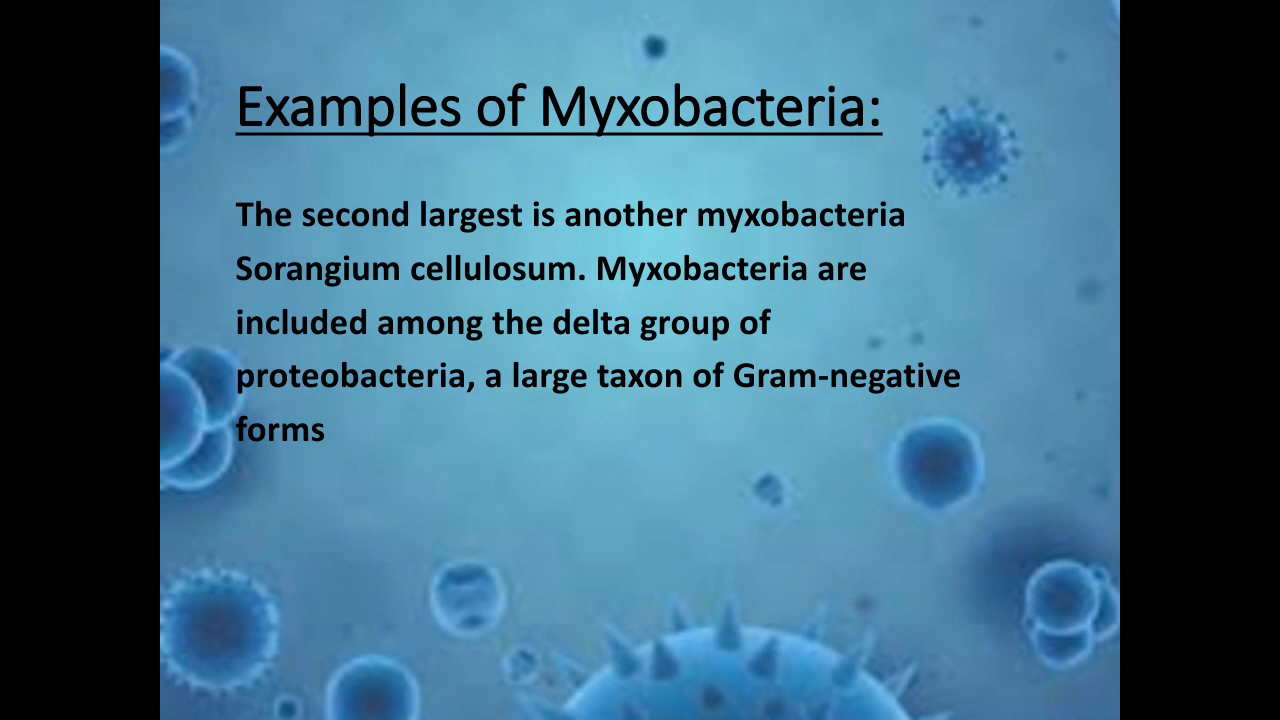 Examples of Myxobacteria:
The second largest is another myxobacteria
Sorangium cellulosum. Myxobacteria are
included among the delta group of
proteobacteria, a large taxon of Gram-negative
forms